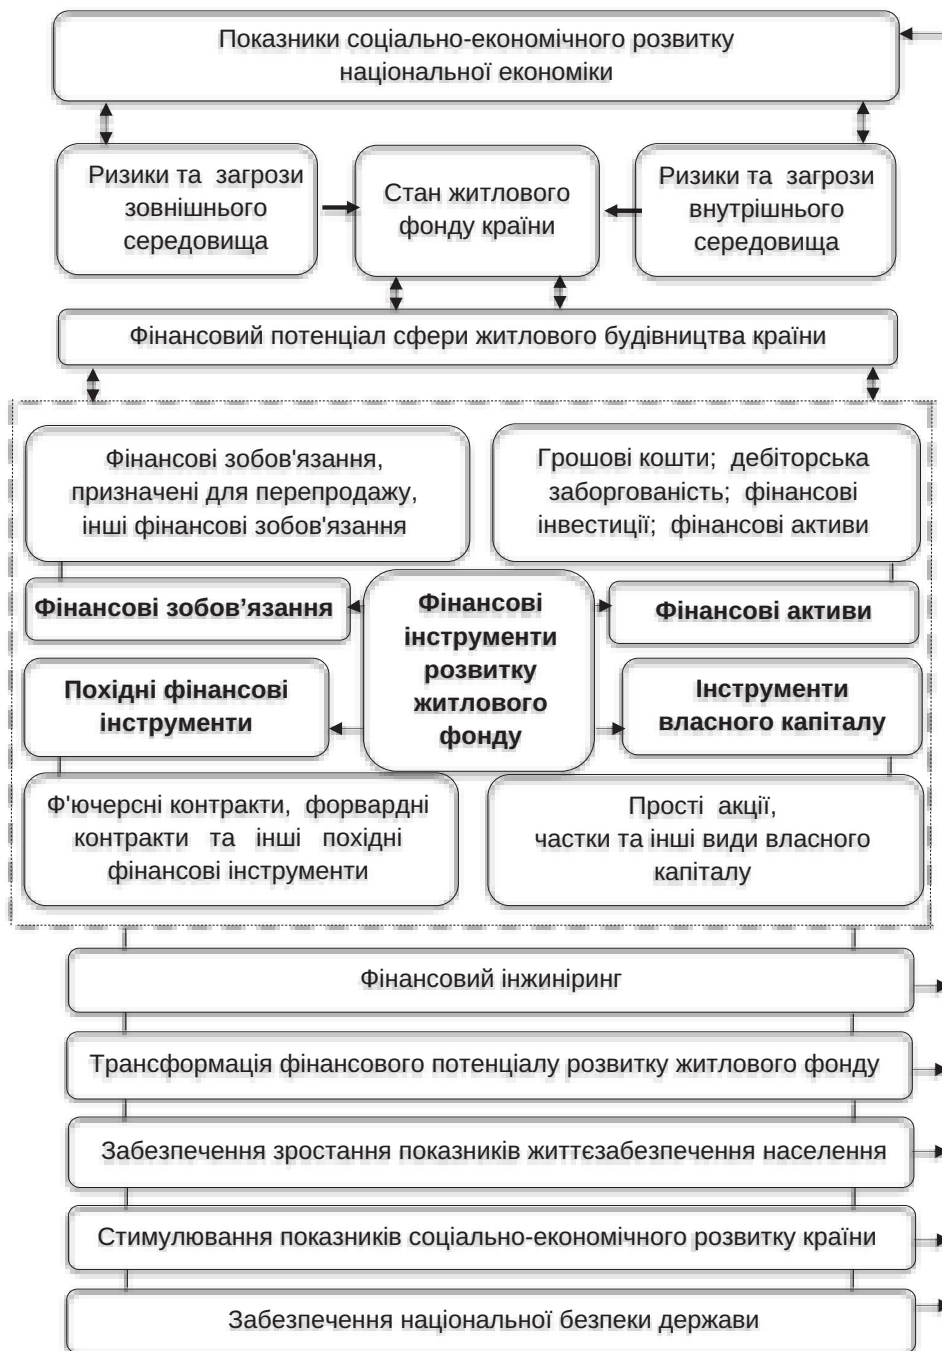 Показники соціально-економічного розвитку
національної економіки
Ризики та загрози
зовнішнього
середовища
Стан житлового
фонду країни
Ризики та загрози
внутрішнього
середовища
Фінансовий потенціал сфери житлового будівництва країни
Фінансові зобов'язання,
призначені для перепродажу,
інші фінансові зобов'язання
Грошові кошти; дебіторська
заборгованість; фінансові
інвестиції; фінансові активи
Фінансові зобов’язання
Фінансові
інструменти
розвитку
житлового
фонду
Фінансові активи
Похідні фінансові
інструменти
Інструменти
власного капіталу
Ф'ючерсні контракти, форвардні
контракти та інші похідні
фінансові інструменти
Прості акції,
частки та інші види власного
капіталу
Фінансовий інжиніринг
Трансформація фінансового потенціалу розвитку житлового фонду
Забезпечення зростання показників життєзабезпечення населення
Стимулювання показників соціально-економічного розвитку країни
Забезпечення національної безпеки держави